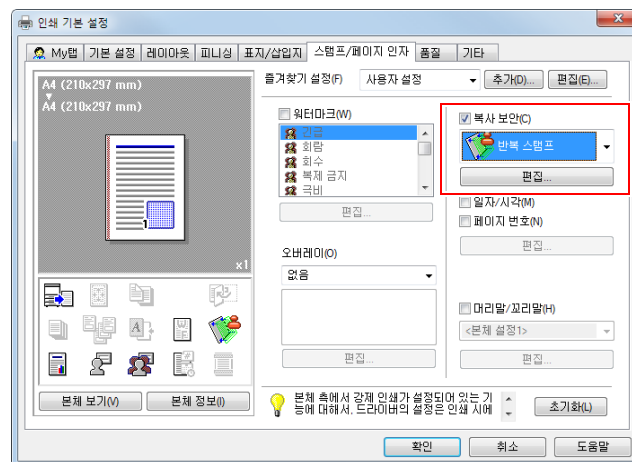 인쇄 기본 설정
My탭 기본 설정 레이아웃 피니싱 표지/삽입지 스탬프/페이지 인자 품질 기타
A4 (210x297 mm)
A4 (210x297 mm)
1
x1
본체 보기(V) 본체 정보(I)
즐겨찾기 설정(F) 사용자 설정 추가(D)... 편집(E)...
워터마크(W)
긴급
회람
회수
복제 금지
극비
편집...
오버레이(O)
없음
편집...
복사 보안(C)
반복 스탬프
편집...
일자/시각(M)
페이지 번호(N)
편집...
머리말/꼬리말(H)
<본체 설정1>
편집...
본체 측에서 강제 인쇄가 설정되어 있는 기
능에 대해서, 드라이버의 설정은 인쇄 시에
초기화(L)
확인 취소 도움말